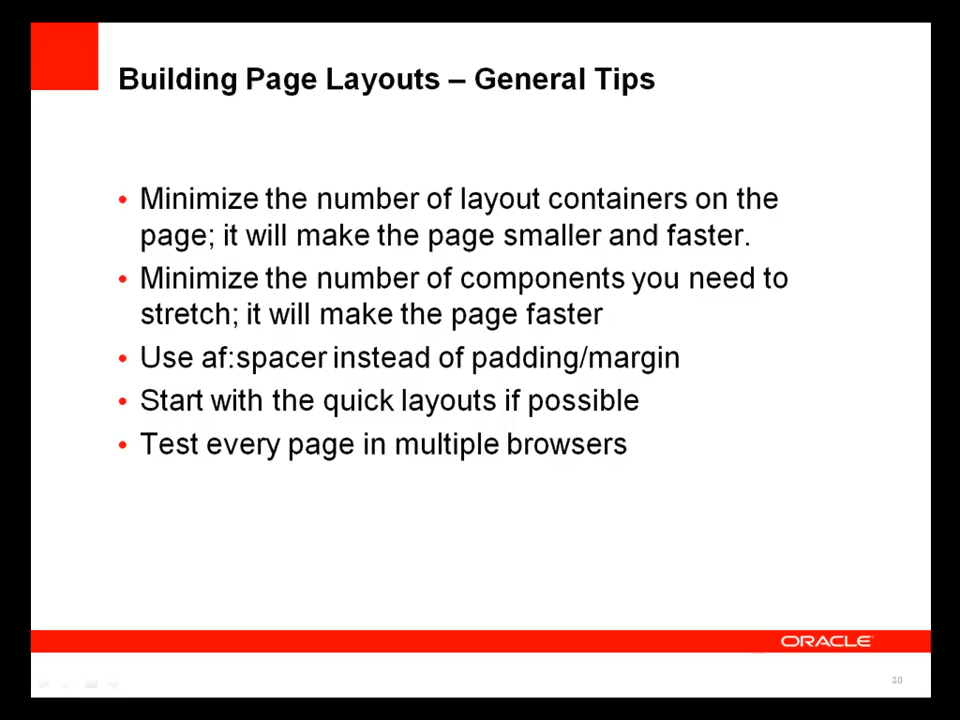 Building Page Layouts – General Tips
• Minimize the number of layout containers on the
page; it will make the page smaller and faster.
• Minimize the number of components you need to
stretch; it will make the page faster
• Use af:spacer instead of padding/margin
• Start with the quick layouts if possible
• Test every page in multiple browsers
ORACLE
30